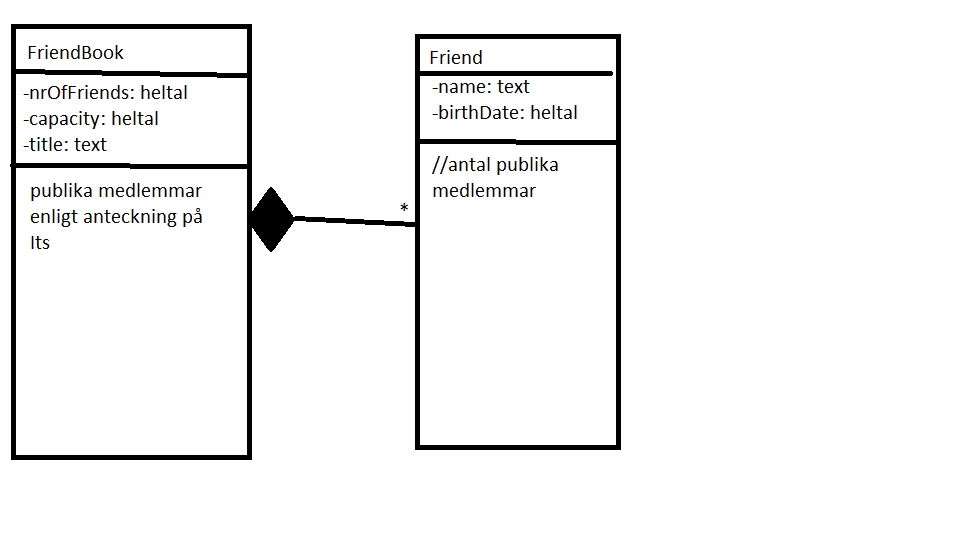 FriendBook
-nrOfFriends: heltal
-capacity: heltal
-title: text
publika medlemmar
enligt anteckning på
Its
*
Friend
-name: text
-birthDate: heltal
//antal publika
medlemmar